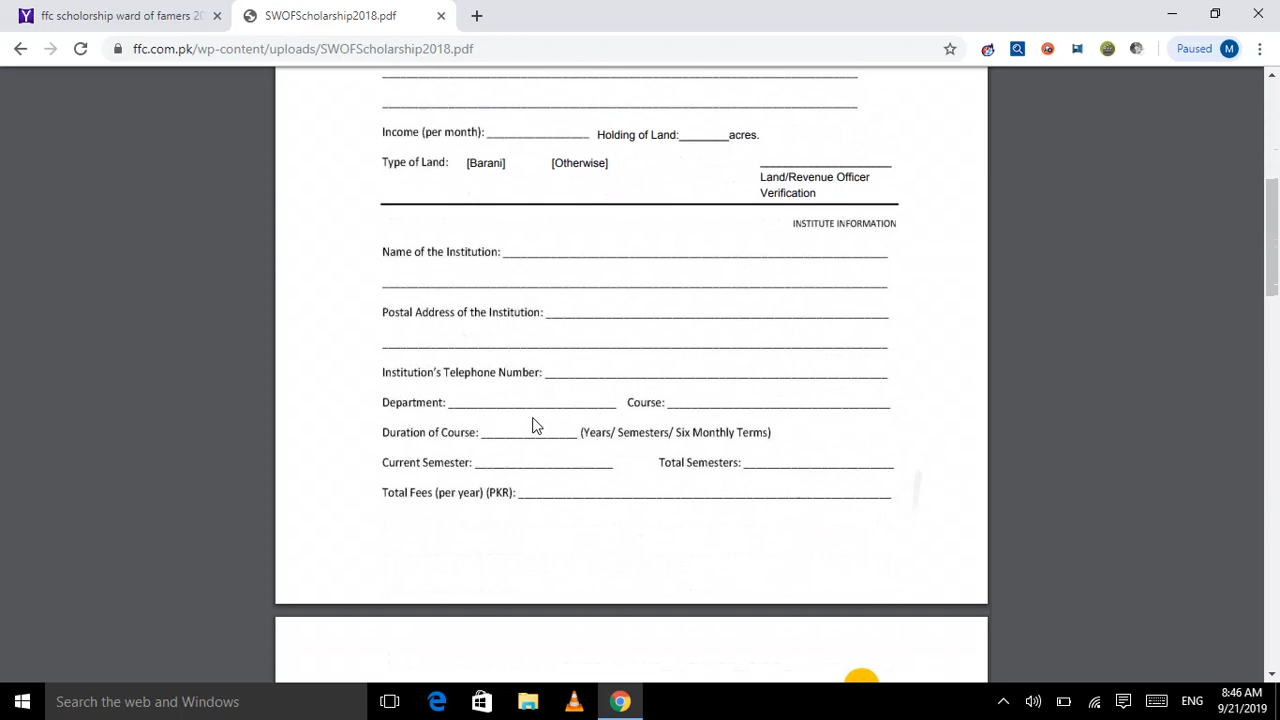 ffc scholorship ward of famers 20
SWOFScholarship2018.pdf
ffc.com.pk/wp-content/uploads/SWOFScholarship2018.pdf
Paused
M
Income (per month): Holding of Land: acres.
Type of Land: [Barani] [Otherwise]
Land/Revenue Officer
Verification
INSTITUTE INFORMATION
Name of the Institution:
Postal Address of the Institution:
Institution's Telephone Number:
Department: Course:
Duration of Course: (Years/ Semesters/ Six Monthly Terms)
Current Semester: Total Semesters:
Total Fees (per year) (PKR):
Search the web and Windows
ENG
8:46 AM
9/21/2019